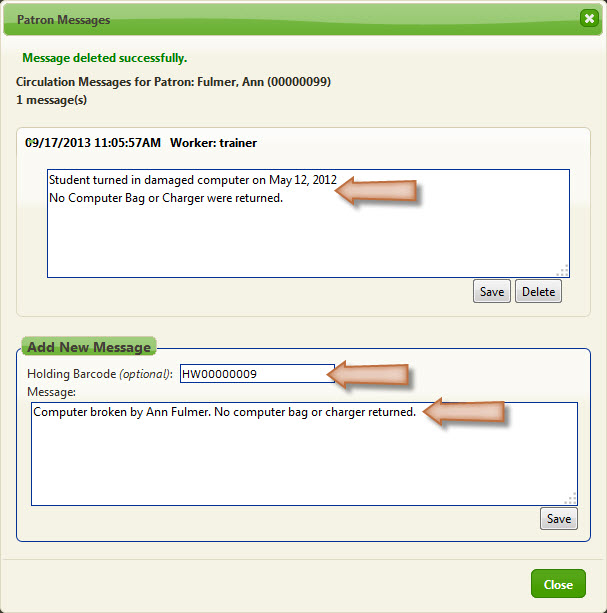 Patron Messages
Message deleted successfully.
Circulation Messages for Patron: Fulmer, Ann (00000099)
1 message(s)
09/17/2013 11:05:57AM Worker: trainer
Student turned in damaged computer on May 12, 2012
No Computer Bag or Charger were returned.
Save Delete
Add New Message
Holding Barcode (optional): HW00000009
Message:
Computer broken by Ann Fulmer. No computer bag or charger returned.
Save
Close